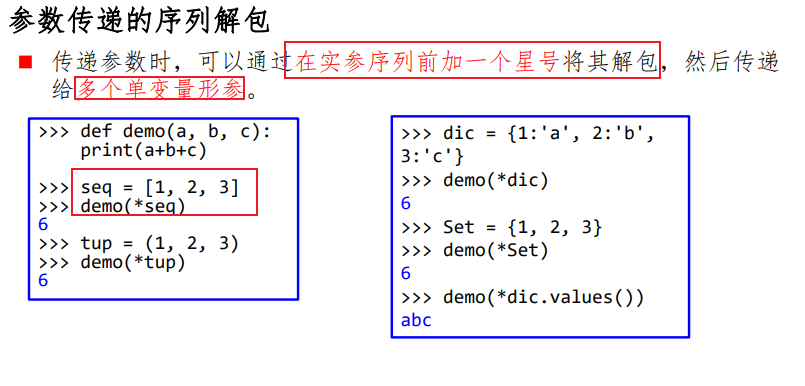 参数传递的序列解包
传递参数时，可以通过在实参序列前加一个星号将其解包，然后传递
给多个单变量形参。
>>> def demo(a, b, c):
print(a+b+c)
>>> seq = [1, 2, 3]
>>> demo(*seq)
6
>>> tup = (1, 2, 3)
>>> demo(*tup)
6
>>> dic = {1:'a', 2:'b',
3:'c'}
>>> demo(*dic)
6
>>> Set = {1, 2, 3}
>>> demo(*Set)
6
>>> demo(*dic.values())
abc